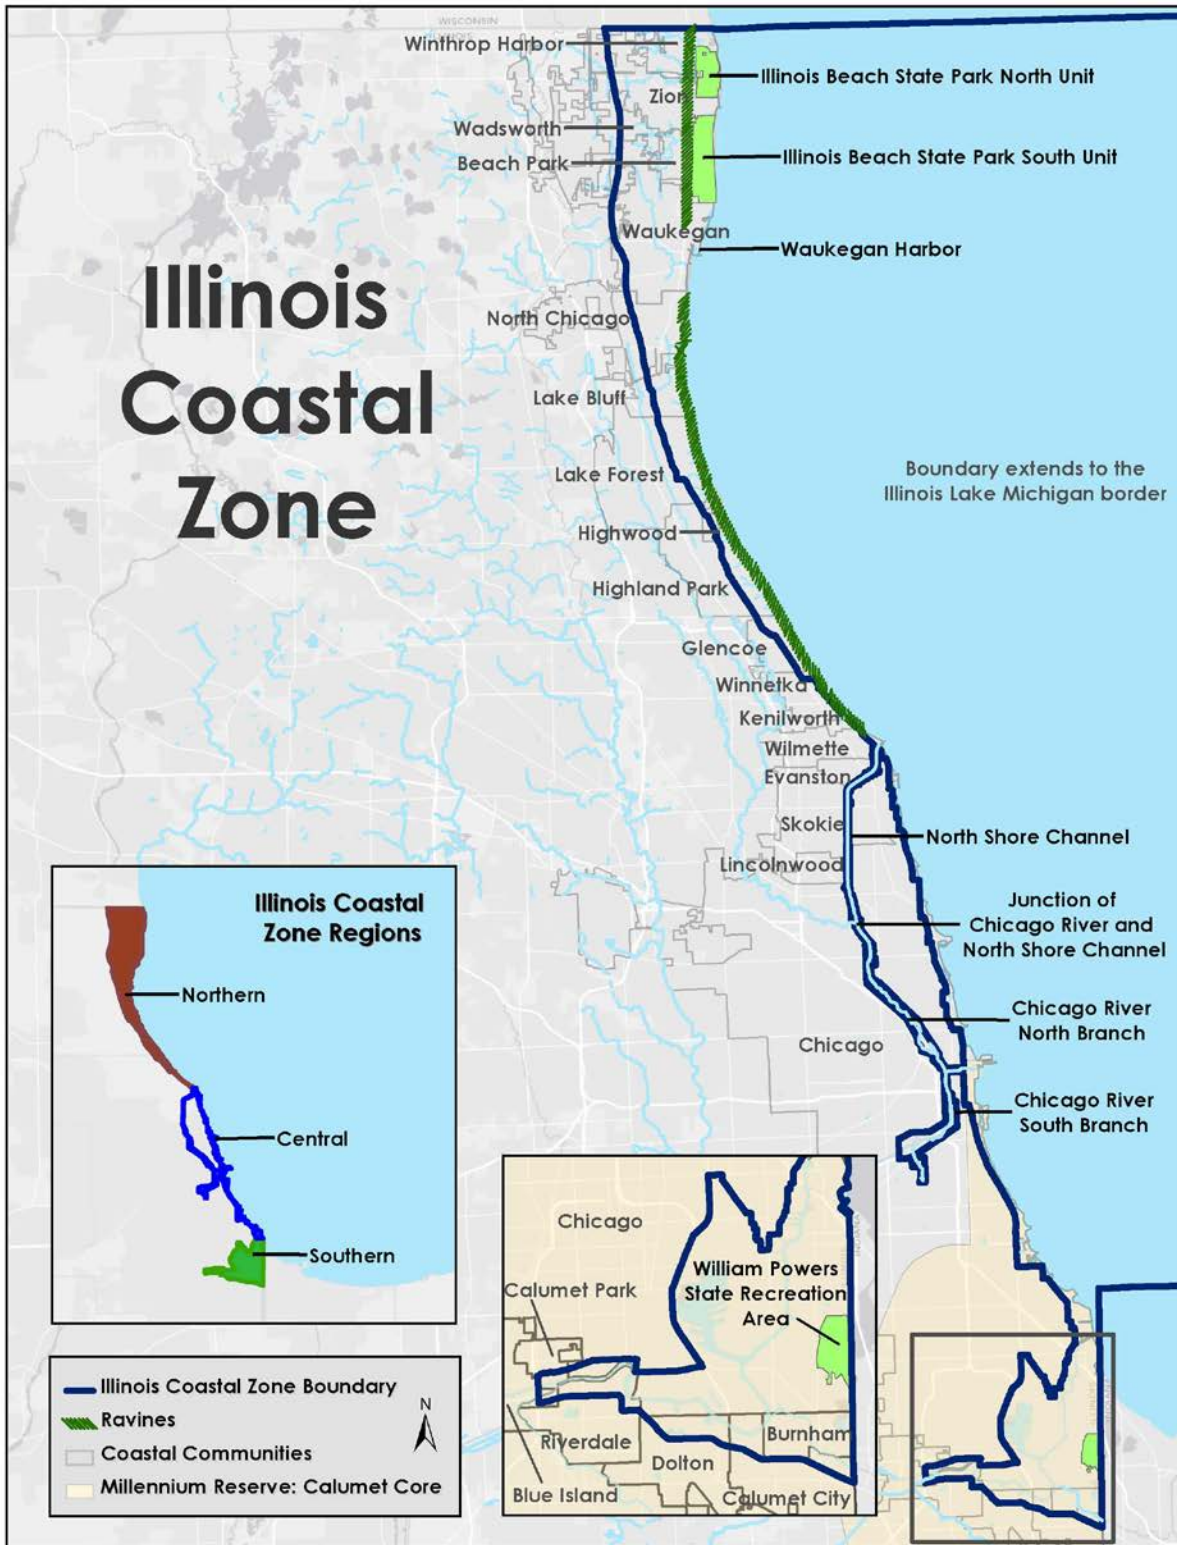 WISCONSIN
ILLINOIS
Winthrop Harbor
Illinois Beach State Park North Unit
Zion
Wadsworth
Beach Park
Illinois Beach State Park South Unit
Waukegan
Waukegan Harbor
Illinois
Coastal
Zone
North Chicago
Lake Bluff
Lake Forest
Boundary extends to the
Illinois Lake Michigan border
Highwood
Highland Park
Glencoe
Winnetka
Kenilworth
Wilmette
Evanston
Skokie
North Shore Channel
Lincolnwood
Junction of
Chicago River and
North Shore Channel
Chicago River
North Branch
Chicago
Chicago River
South Branch
Illinois Coastal
Zone Regions
Northern
Central
Southern
Chicago
INDIANA
William Powers
State Recreation
Area
Calumet Park
Riverdale
Dolton
Burnham
Blue Island
Calumet City
ILLINOIS
INDIANA
Illinois Coastal Zone Boundary
Ravines
N
Coastal Communities
Millennium Reserve: Calumet Core